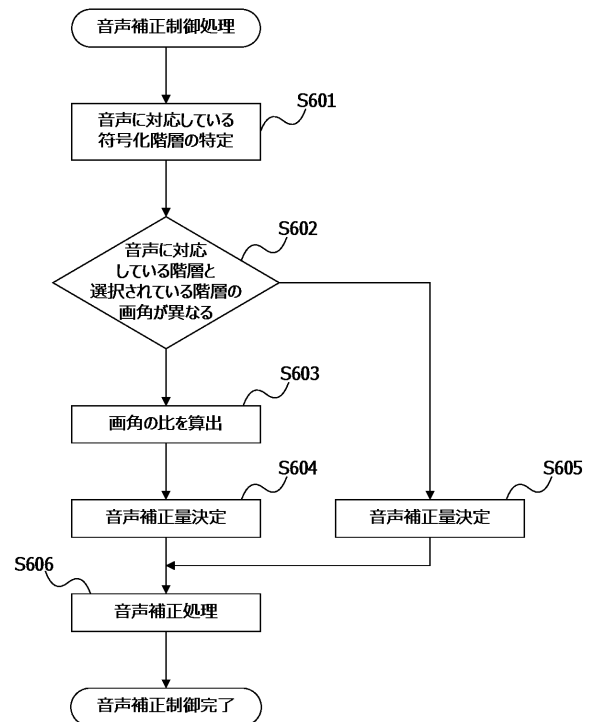 音声補正制御処理
S601
音声に対応している
符号化階層の特定
S602
音声に対応
している階層と
選択されている階層の
画角が異なる
S603
画角の比を算出
S604
音声補正量決定
S605
音声補正量決定
S606
音声補正処理
音声補正制御完了